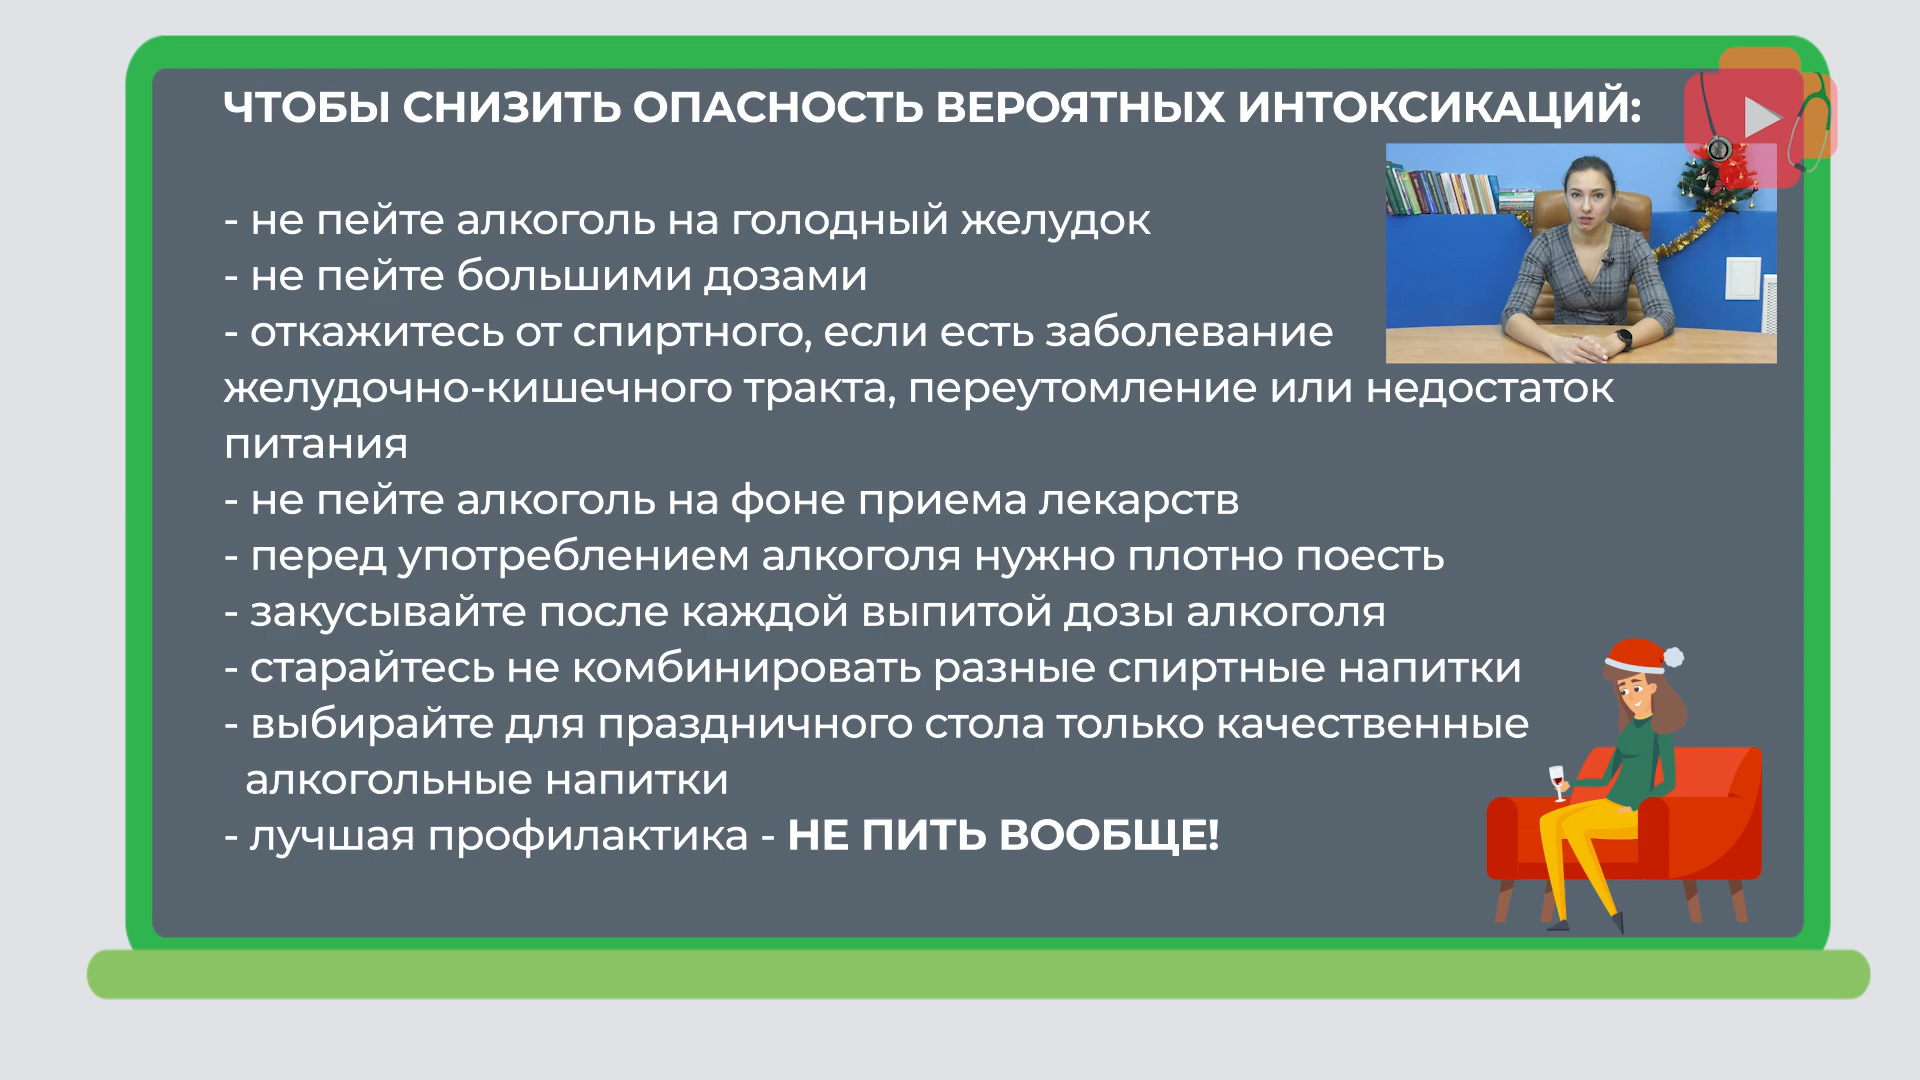 ЧТОБЫ СНИЗИТЬ ОПАСНОСТЬ ВЕРОЯТНЫХ ИНТОКСИКАЦИЙ:
- не пейте алкоголь на голодный желудок
- не пейте большими дозами
- откажитесь от спиртного, если есть заболевание
желудочно-кишечного тракта, переутомление или недостаток
питания
- не пейте алкоголь на фоне приема лекарств
- перед употреблением алкоголя нужно плотно поесть
- закусывайте после каждой выпитой дозы алкоголя
- старайтесь не комбинировать разные спиртные напитки
- выбирайте для праздничного стола только качественные
алкогольные напитки
- лучшая профилактика - НЕ ПИТЬ ВООБЩЕ!